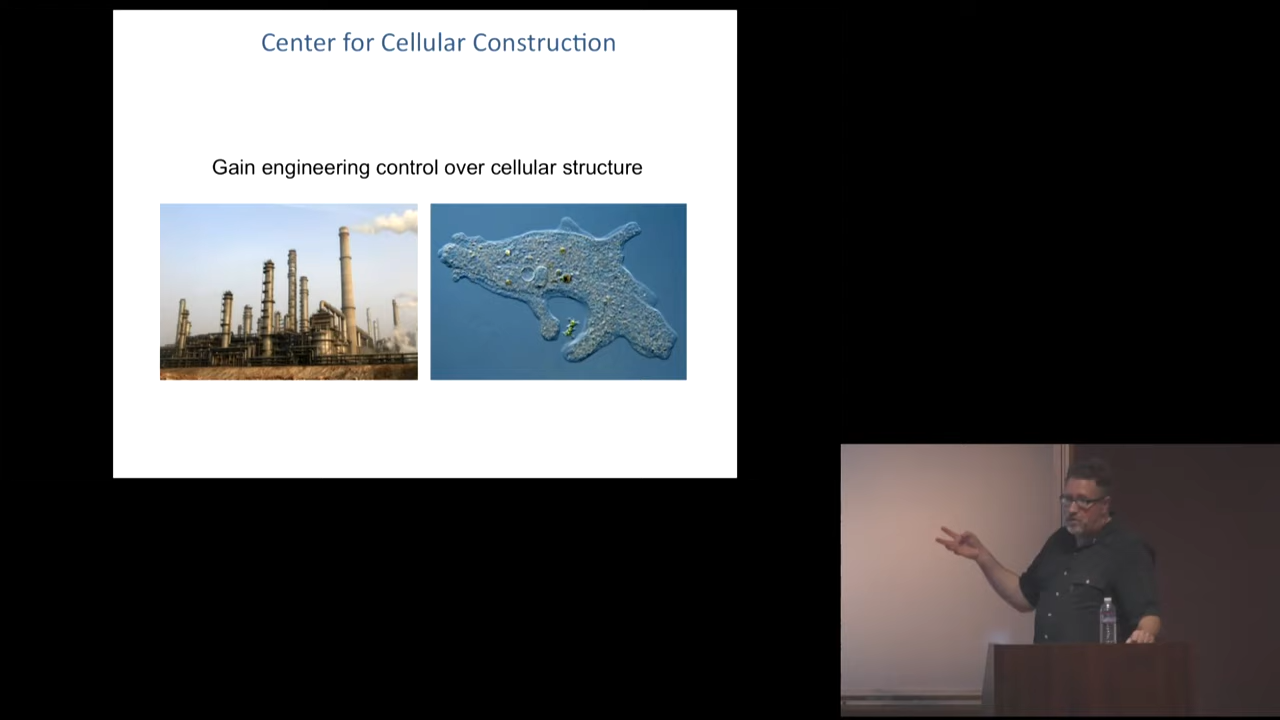 Center for Cellular Construction
Gain engineering control over cellular structure